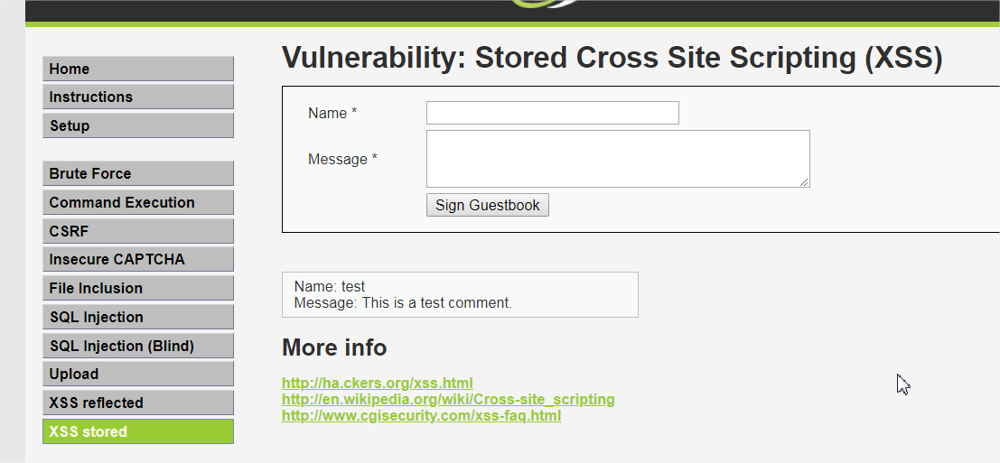 Vulnerability: Stored Cross Site Scripting (XSS)
Home
Instructions
Setup
Brute Force
Command Execution
CSRF
Insecure CAPTCHA
File Inclusion
SQL Injection
SQL Injection (Blind)
Upload
XSS reflected
XSS stored
Name *
Message *
Sign Guestbook
Name: test
Message: This is a test comment.
More info
http://ha.ckers.org/xss.html
http://en.wikipedia.org/wiki/Cross-site_scripting
http://www.cgisecurity.com/xss-faq.html